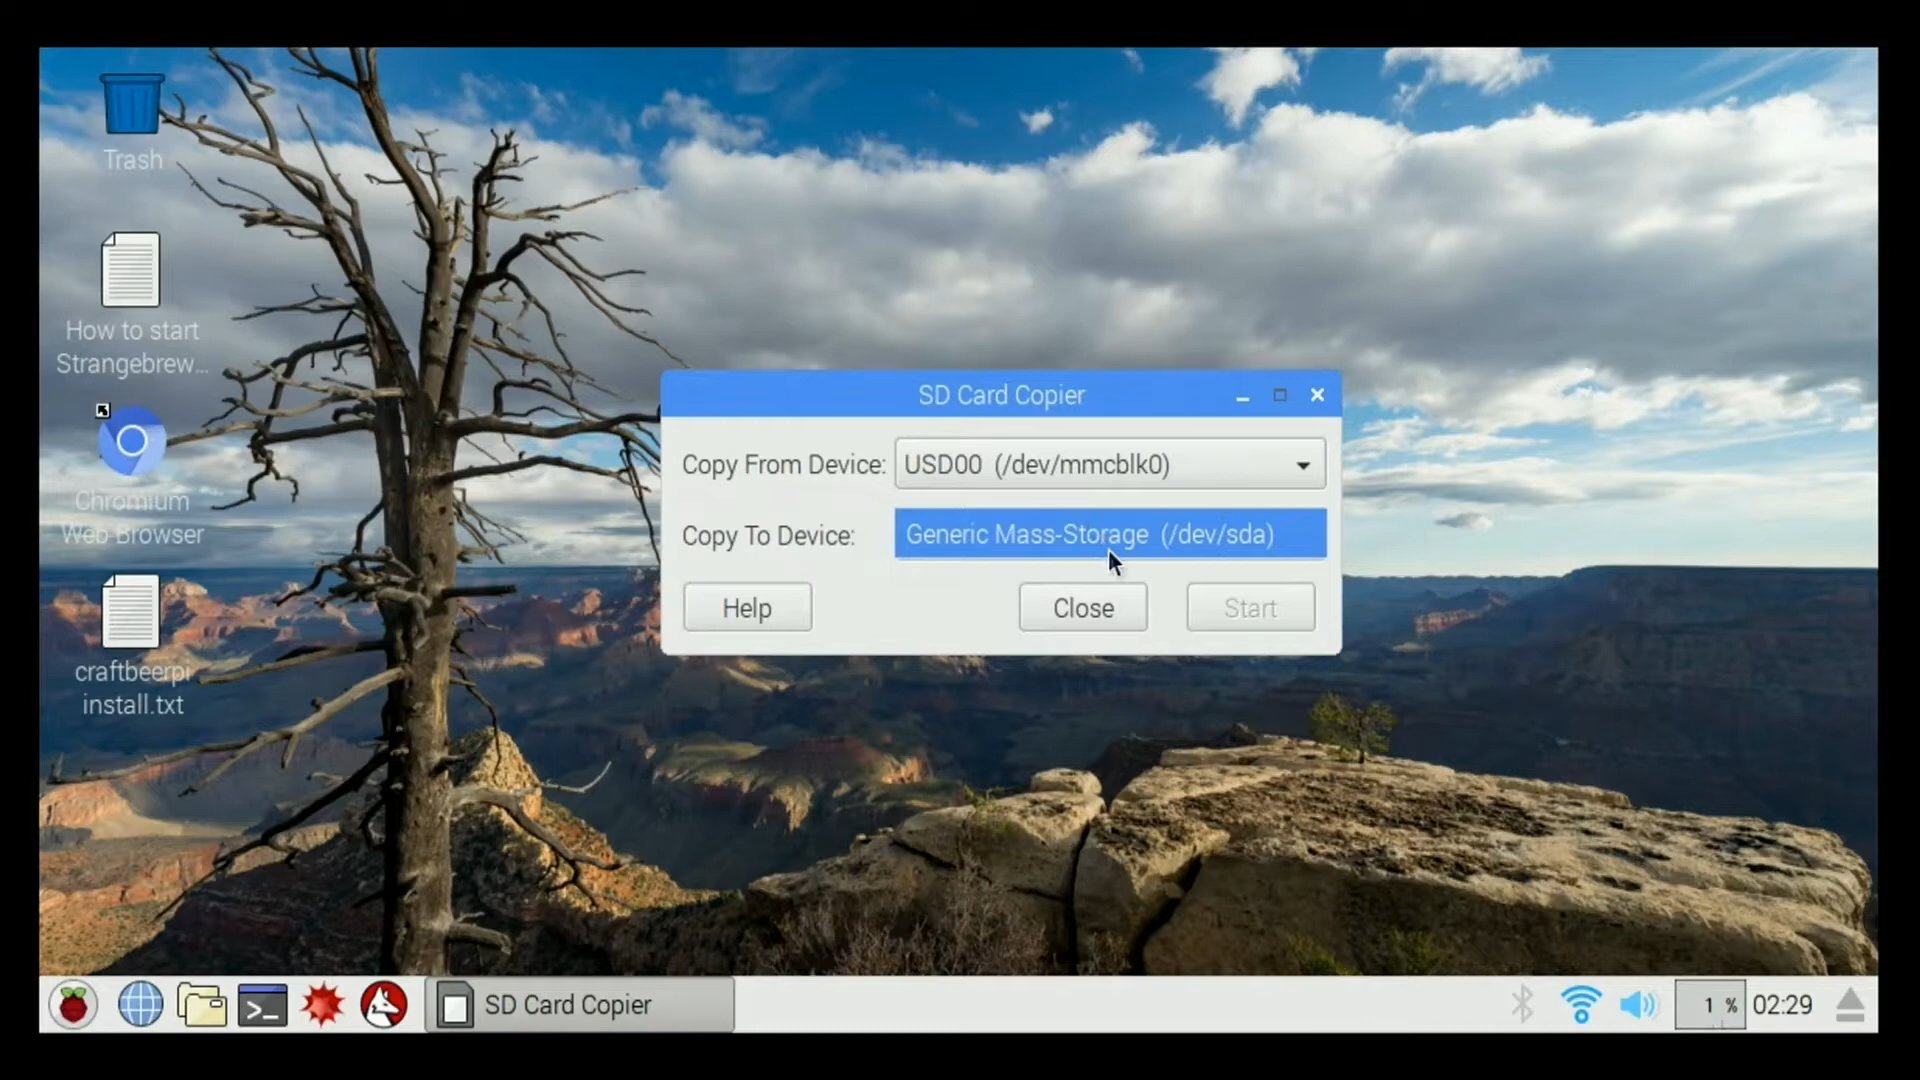 Trash
How to start
Strangebrew...
Chromium
Web Browser
craftbeerpi
install.txt
SD Card Copier
Copy From Device: USD00 (/dev/mmcblk0)
Copy To Device: Generic Mass-Storage (/dev/sda)
Help Close Start
SD Card Copier 1 % 02:29